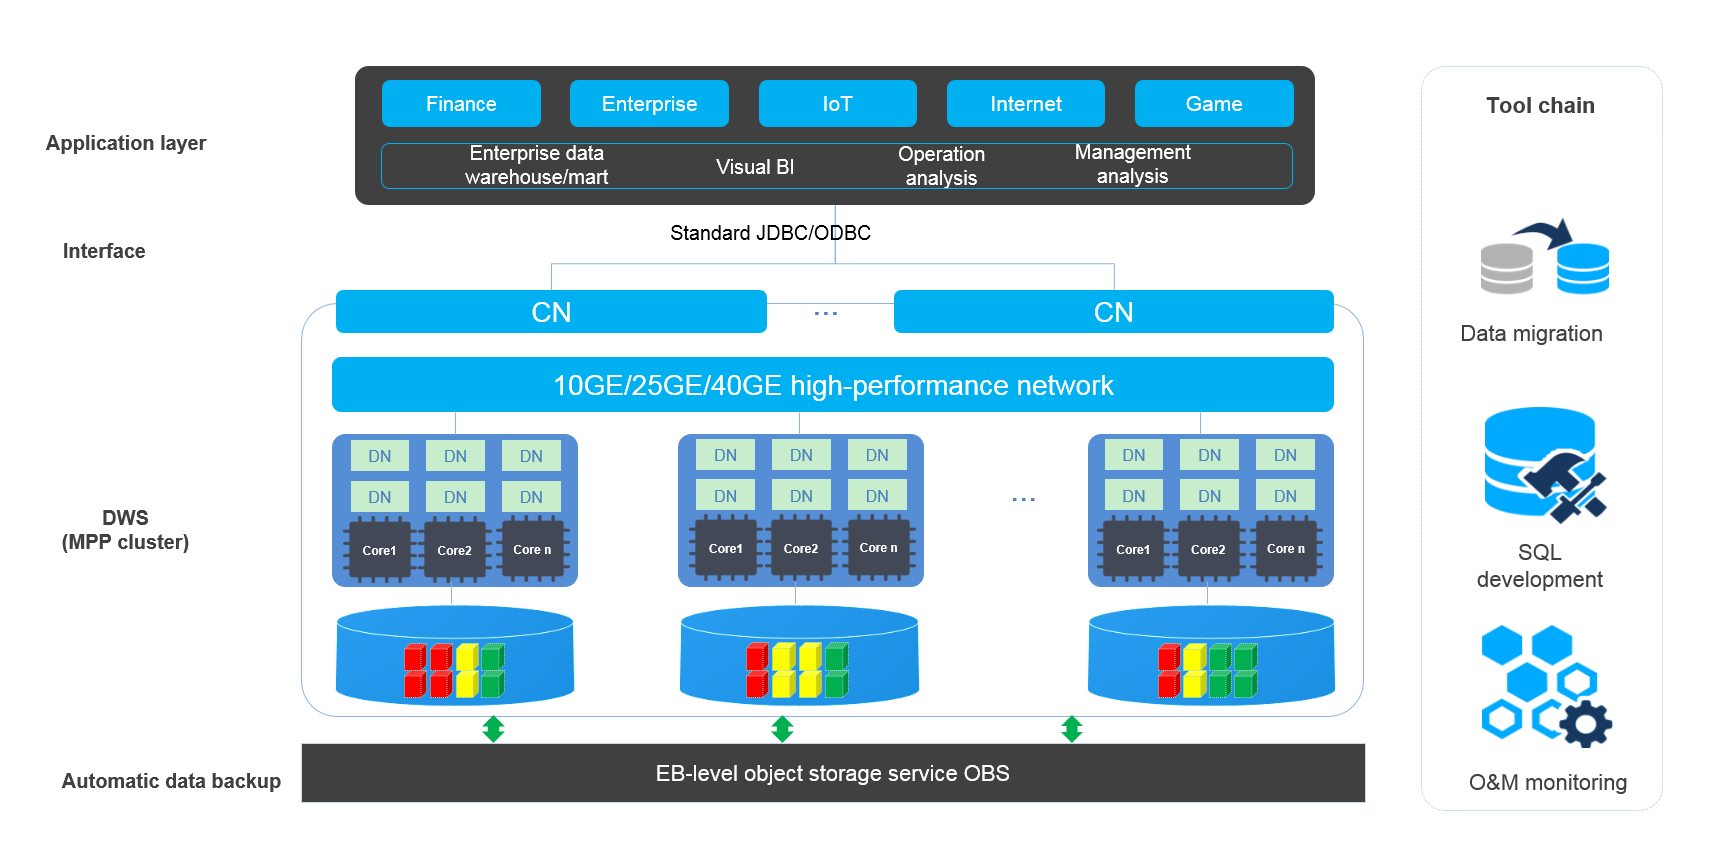 Finance
Enterprise
IoT
Internet
Game
Tool chain
Application layer
Enterprise data
warehouse/mart
Visual BI
Operation
analysis
Management
analysis
Standard JDBC/ODBC
Interface
CN
...
CN
Data migration
10GE/25GE/40GE high-performance network
DN
DN
DN
DN
DN
DN
Core1
Core2
Core n
DN
DN
DN
DN
DN
DN
Core1
Core2
Core n
...
DN
DN
DN
DN
DN
DN
Core1
Core2
Core n
DWS
(MPP cluster)
SQL
development
Automatic data backup
EB-level object storage service OBS
O&M monitoring